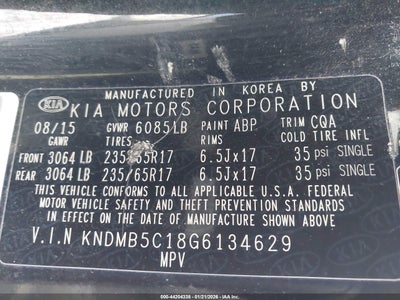 MANUFACTURED IN KOREA BY
KIA KIA MOTORS CORPORATION
08/15 GVWR 6085LB PAINT ABP TRIM CQA
GAWR TIRES RIMS COLD TIRE INFL
FRONT 3064 LB 235/65R17 6.5Jx17 35 psi SINGLE
REAR 3064 LB 235/65R17 6.5Jx17 35 psi SINGLE
THIS VEHICLE CONFORMS TO ALL APPLICABLE U.S.A. FEDERAL
MOTOR VEHICLE SAFETY AND THEFT PREVENTION STANDARDS
IN EFFECT ON THE DATE OF MANUFACTURE SHOWN ABOVE.
V.I.N KNDMB5C18G6134629
MPV
000-44204338 - 01/21/2026 - IAAI